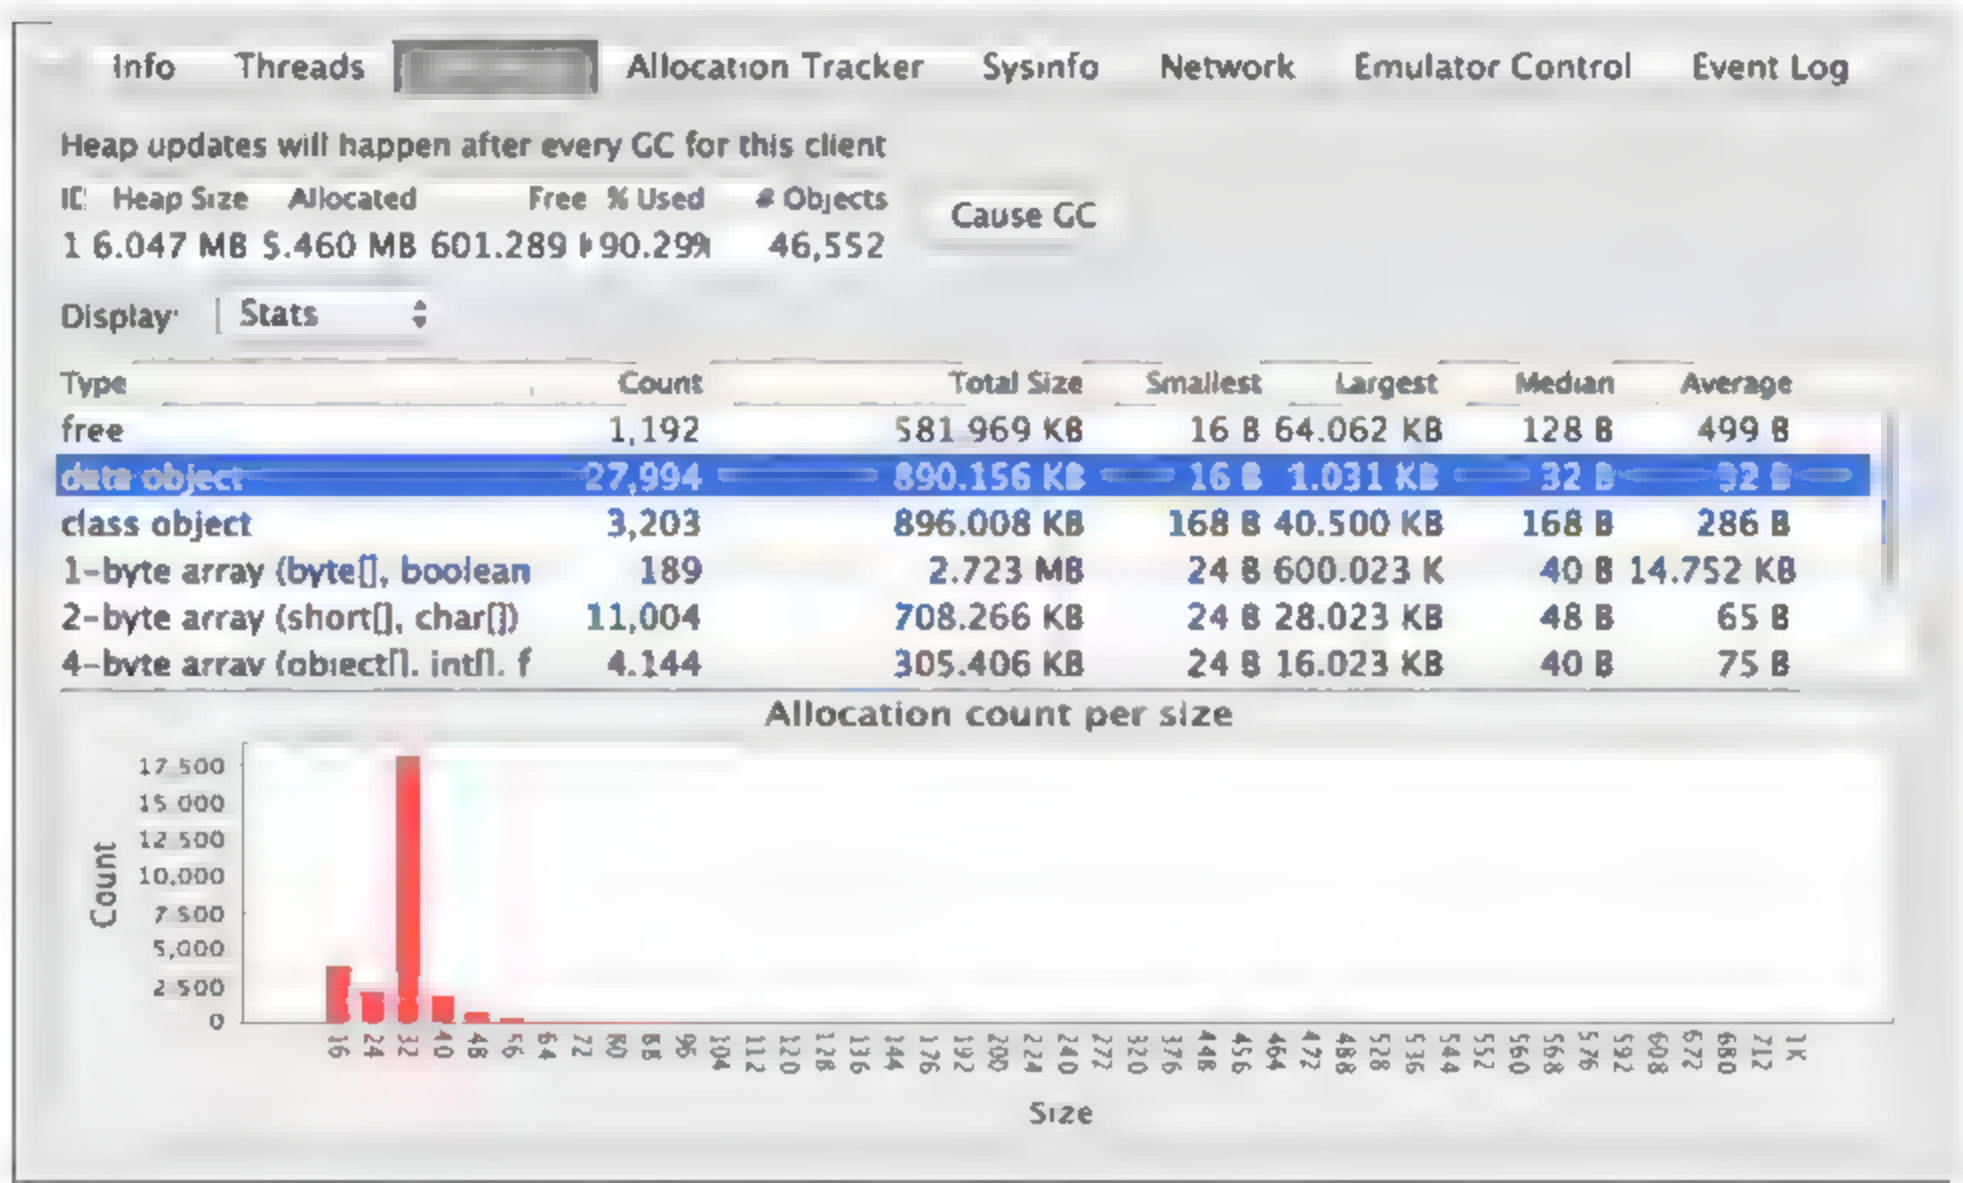 Info Threads Allocation Tracker Sysinfo Network Emulator Control Event Log
Heap updates will happen after every GC for this client
Heap Size Allocated Free % Used # Objects
Cause GC
1 6.047 MB 5.460 MB 601.289 90.29% 46,552
Display: Stats
Type Count Total Size Smallest Largest Median Average
free 1,192 581.969 KB 16 B 64.062 KB 128 B 499 B
data object 27,994 890.156 KB 16 B 1.031 KB 32 B 32 B
class object 3,203 896.008 KB 168 B 40.500 KB 168 B 286 B
1-byte array (byte[], boolean 189 2.723 MB 24 B 600.023 K 40 B 14.752 KB
2-byte array (short[], char[]) 11,004 708.266 KB 24 B 28.023 KB 48 B 65 B
4-byte array (object[], int[], f 4,144 305.406 KB 24 B 16.023 KB 40 B 75 B
Allocation count per size
17,500
15,000
12,500
10,000
7,500
5,000
2,500
0
Count
16 24 32 40 48 56 64 72 80 88 96 104 112 120 128 136 144 176 192 200 224 240 272 320 376 448 456 464 472 488 528 536 544 552 560 568 576 592 608 672 680 712 1K
Size